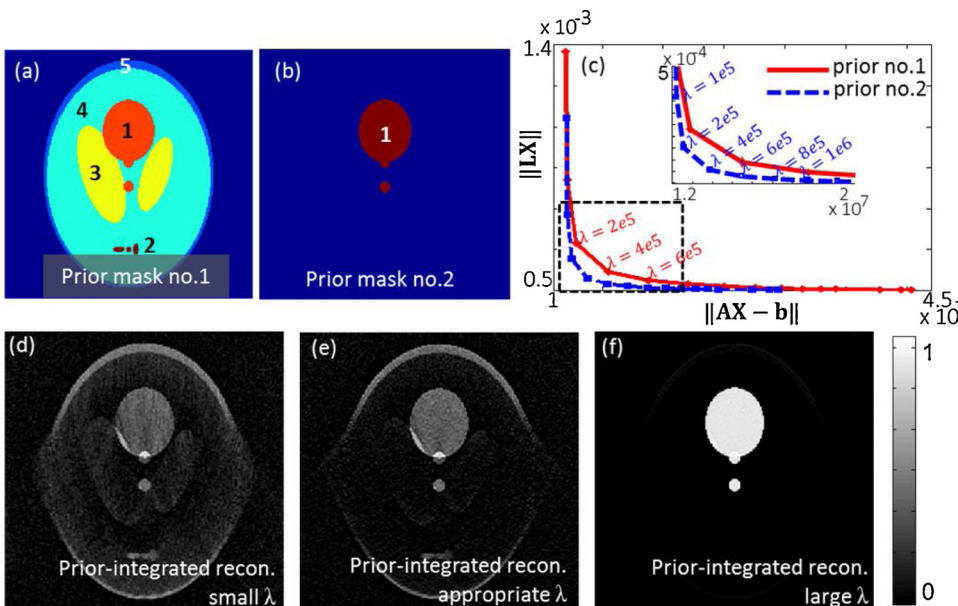 (a)
5
4
1
3
2
Prior mask no.1
(b)
1
Prior mask no.2
(c)
x 10⁻³
1.4
0.5
‖LX‖
1
4.5
x 10
‖AX − b‖
prior no.1
prior no.2
x 10⁻⁴
5
λ = 1e5
λ = 2e5
λ = 4e5
λ = 6e5
λ = 8e5
λ = 1e6
1.2
2
x 10⁷
λ = 2e5
λ = 4e5
λ = 6e5
(d)
Prior-integrated recon.
small λ
(e)
Prior-integrated recon.
appropriate λ
(f)
Prior-integrated recon.
large λ
1
0